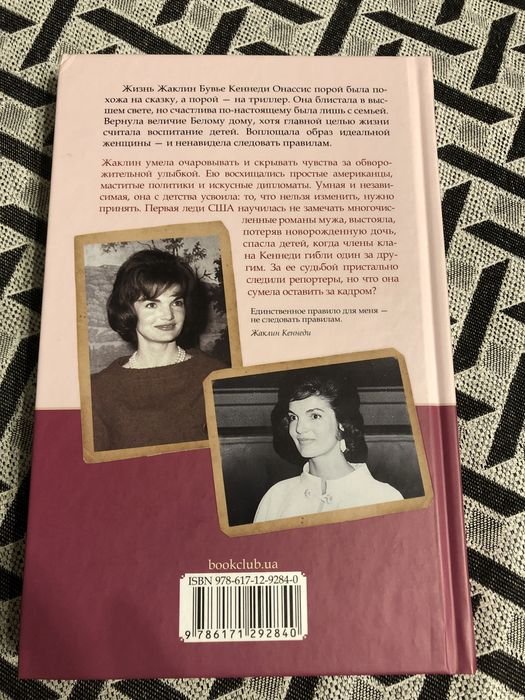 Жизнь Жаклин Бувье Кеннеди Онассис порой была по-
хожа на сказку, а порой — на триллер. Она блистала в выс-
шем свете, но счастлива по-настоящему была лишь с семьей.
Вернула величие Белому дому, хотя главной целью жизни
считала воспитание детей. Воплощала образ идеальной
женщины — и ненавидела следовать правилам.
Жаклин умела очаровывать и скрывать чувства за обворо-
жительной улыбкой. Ею восхищались простые американцы,
маститые политики и искусные дипломаты. Умная и незави-
симая, она с детства усвоила: то, что нельзя изменить, нужно
принять. Первая леди США научилась не замечать многочис-
ленные романы мужа, выстояла,
потеряв новорожденную дочь,
спасла детей, когда члены кла-
на Кеннеди гибли один за дру-
гим. За ее судьбой пристально
следили репортеры, но что она
сумела оставить за кадром?
Единственное правило для меня —
не следовать правилам.
Жаклин Кеннеди
bookclub.ua
ISBN 978-617-12-9284-0
9 786171 292840